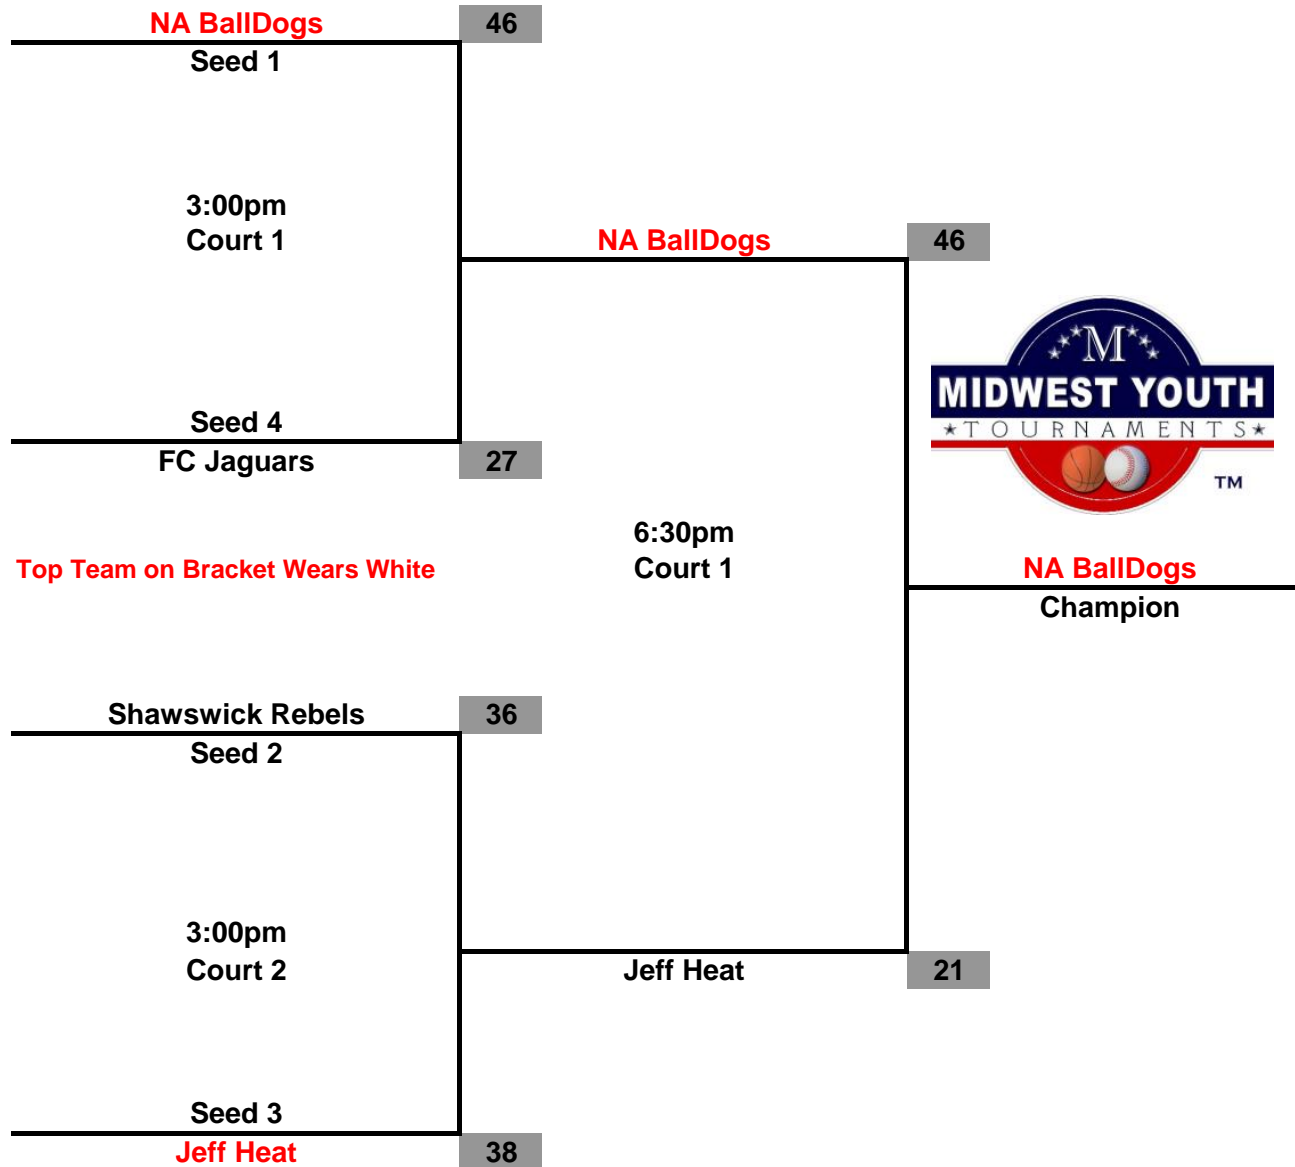 NA BallDogs 46
Seed 1
3:00pm
Court 1
NA BallDogs 46
M
MIDWEST YOUTH
TOURNAMENTS
TM
Seed 4
FC Jaguars 27
6:30pm
Top Team on Bracket Wears White
Court 1
NA BallDogs
Champion
Shawswick Rebels 36
Seed 2
3:00pm
Court 2
Jeff Heat 21
Seed 3
Jeff Heat 38